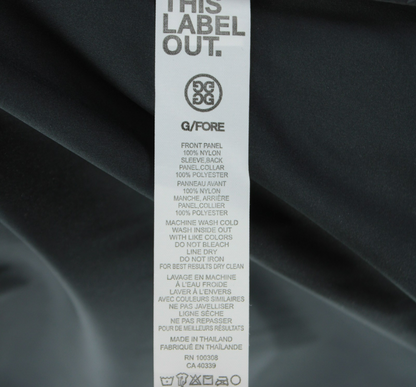 THIS
LABEL
OUT.
G/FORE
FRONT PANEL
100% NYLON
SLEEVE,BACK
PANEL,COLLAR
100% POLYESTER
PANNEAU AVANT
100% NYLON
MANCHE, ARRIÈRE
PANEL,COLLIER
100% POLYESTER
MACHINE WASH COLD
WASH INSIDE OUT
WITH LIKE COLORS
DO NOT BLEACH
LINE DRY
DO NOT IRON
FOR BEST RESULTS DRY CLEAN
LAVAGE EN MACHINE
À L'EAU FROIDE
LAVER À L'ENVERS
AVEC COULEURS SIMILAIRES
NE PAS JAVELLISER
LIGNE SÈCHE
NE PAS REPASSER
POUR DE MEILLEURS RÉSULTATS
MADE IN THAILAND
FABRIQUÉ EN THAÏLANDE
RN 100308
CA 40339